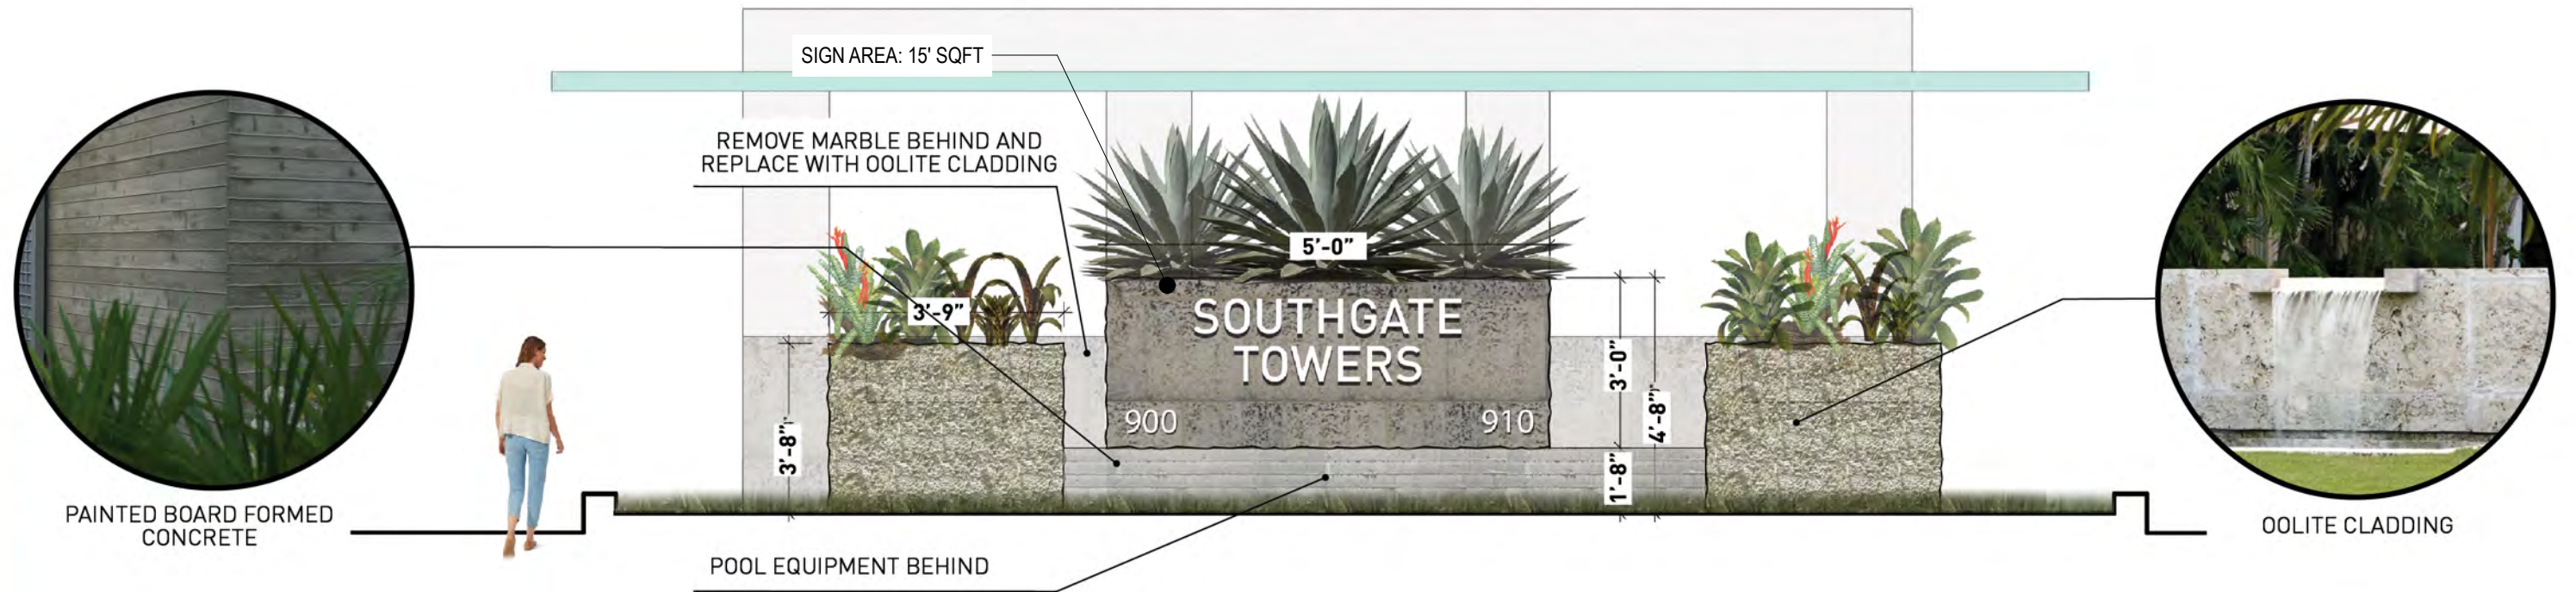 SIGN AREA: 15' SQFT
REMOVE MARBLE BEHIND AND
REPLACE WITH OOLITE CLADDING
5'-0"
3'-9"
SOUTHGATE
TOWERS
900
910
3'-8"
3'-0"
4'-8"
1'-8"
PAINTED BOARD FORMED
CONCRETE
OOLITE CLADDING
POOL EQUIPMENT BEHIND